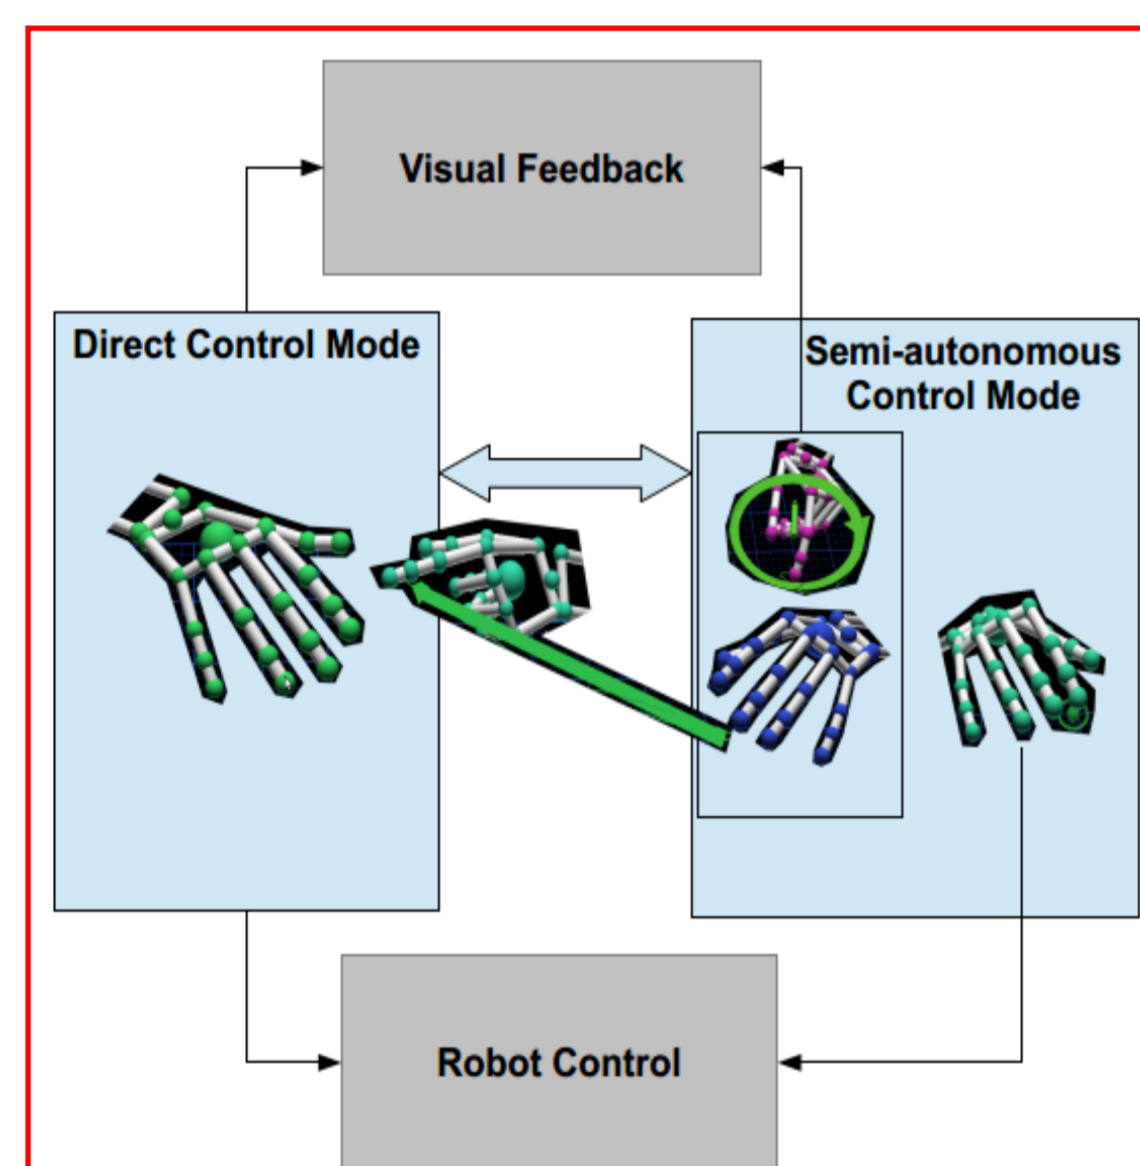 Visual Feedback
Direct Control Mode
Semi-autonomous
Control Mode
Robot Control